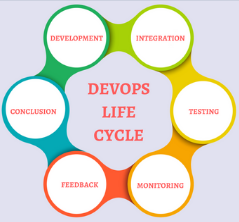 DEVELOPMENT
INTEGRATION
DEVOPS
LIFE
CYCLE
CONCLUSION
TESTING
FEEDBACK
MONITORING